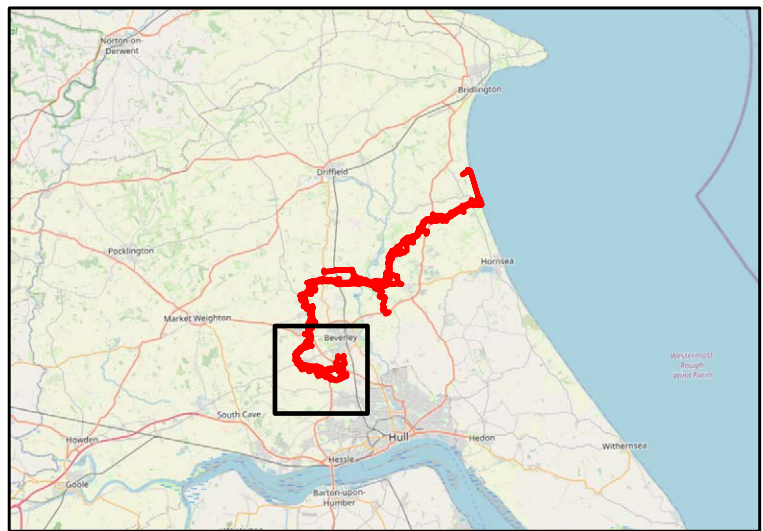 Norton-on-
Derwent
Bridlington
Driffield
Pocklington
Hornsea
Market Weighton
Beverley
Westermost
Rough
Wind Farm
South Cave
Howden
Hull
Hedon
Withernsea
Hessle
Goole
Barton-upon-
Humber